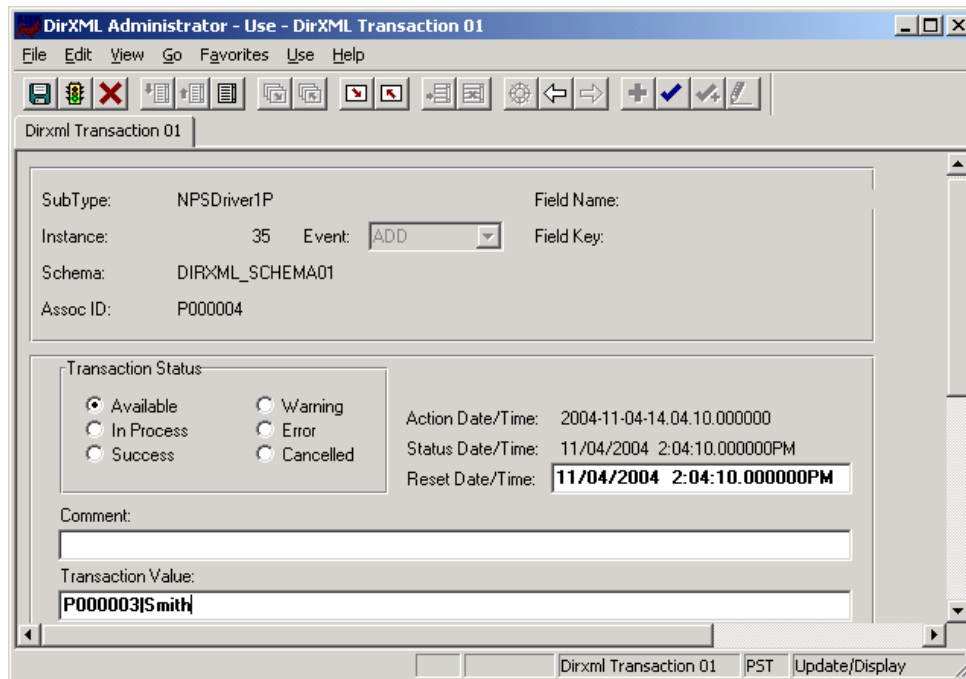 DirXML Administrator - Use - DirXML Transaction 01
File Edit View Go Favorites Use Help
Dirxml Transaction 01
SubType: NPSDriver1P Field Name:
Instance: 35 Event: ADD Field Key:
Schema: DIRXML_SCHEMA01
Assoc ID: P000004
Transaction Status
Available Warning
In Process Error
Success Cancelled
Action Date/Time: 2004-11-04-14.04.10.000000
Status Date/Time: 11/04/2004 2:04:10.000000PM
Reset Date/Time: 11/04/2004 2:04:10.000000PM
Comment:
Transaction Value:
P000003|Smith
Dirxml Transaction 01 PST Update/Display